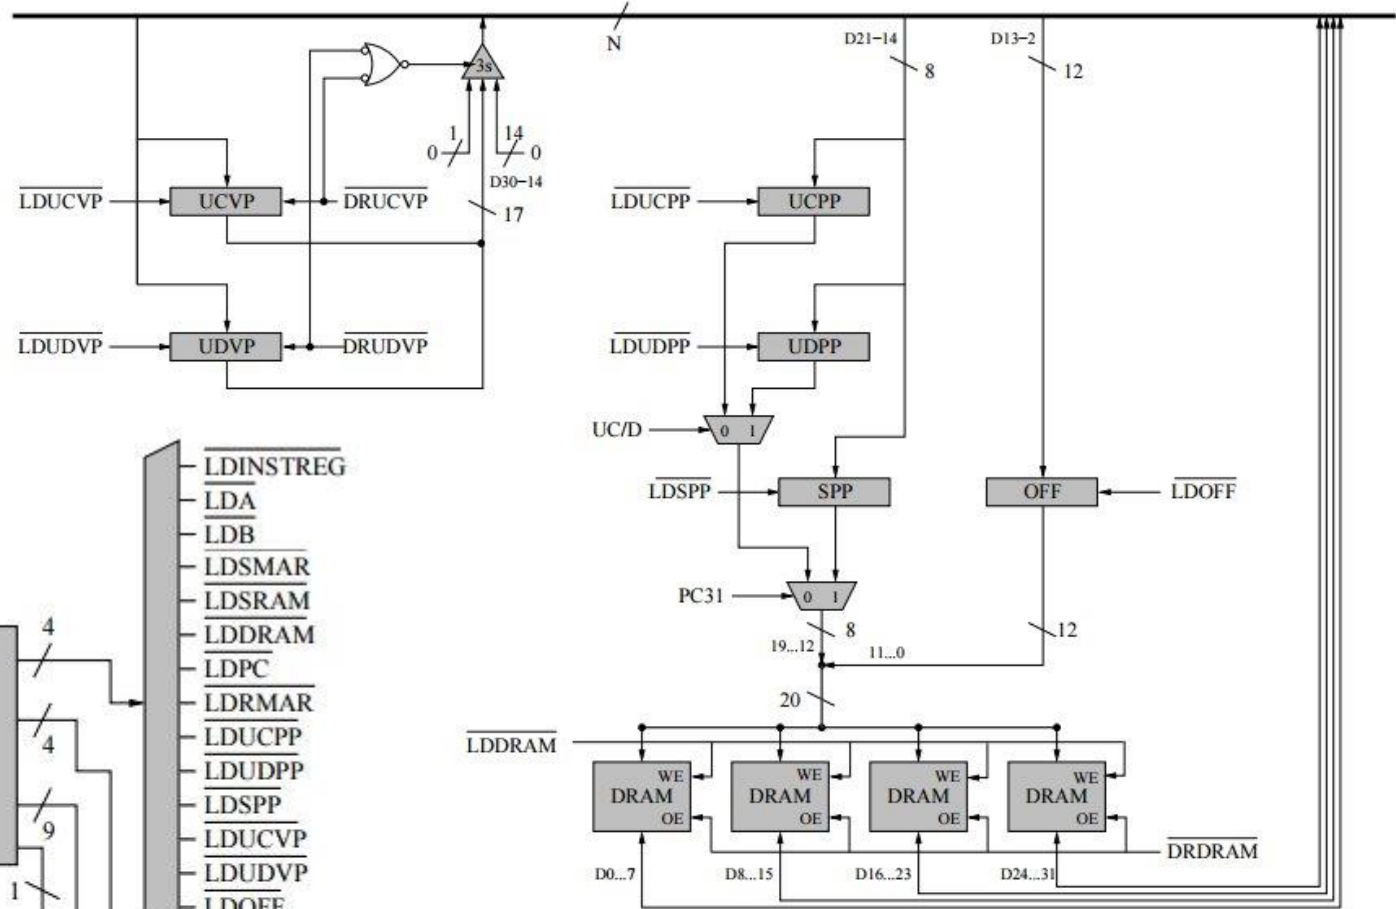 N
D21-14
8
D13-2
12
3s
1
0
14
0
D30-14
17
LDUCVP
UCVP
DRUCVP
LDUCPP
UCPP
LDUDVP
UDVP
DRUDVP
LDUDPP
UDPP
UC/D
0 1
LDSPP
SPP
OFF
LDOFF
PC31
0 1
8
19...12
11...0
12
20
LDDRAM
WE
DRAM
OE
WE
DRAM
OE
WE
DRAM
OE
WE
DRAM
OE
DRDRAM
D0...7
D8...15
D16...23
D24...31
4
4
9
1
LDINSTREG
LDA
LDB
LDSMAR
LDSRAM
LDDRAM
LDPC
LDRMAR
LDUCPP
LDUDPP
LDSPP
LDUCVP
LDUDVP
LDOFF